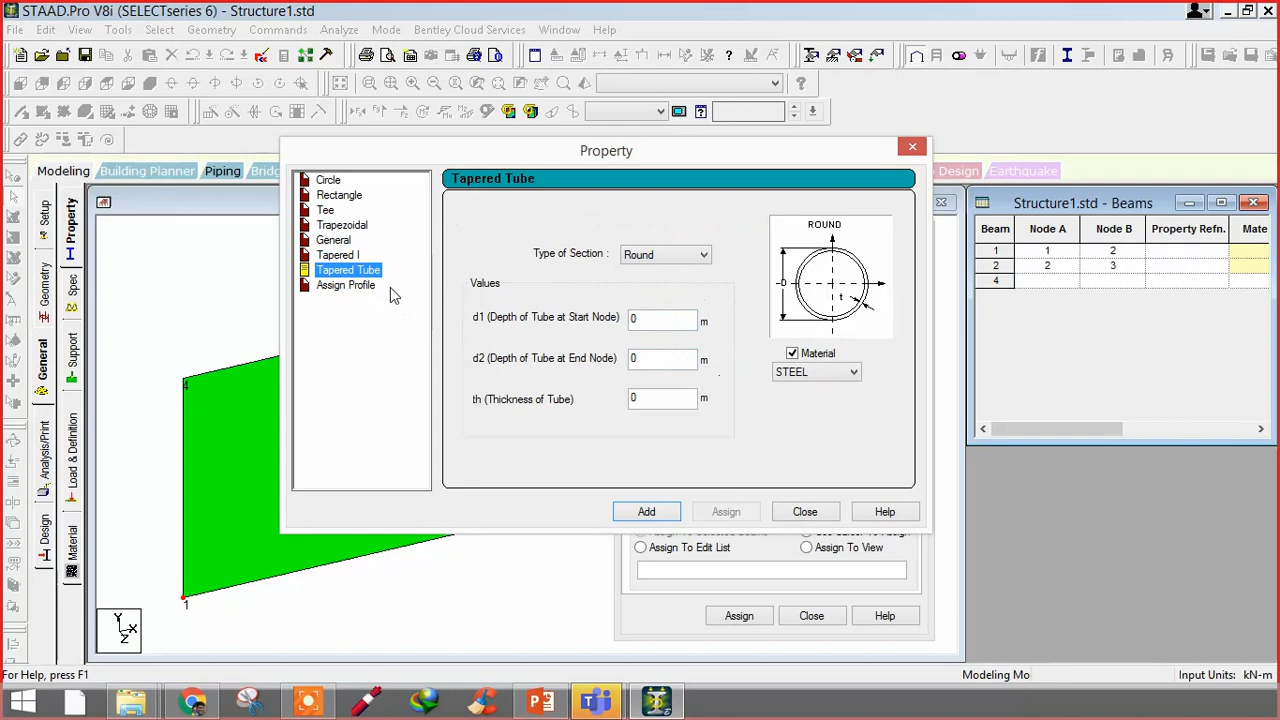 STAAD.Pro V8i (SELECTseries 6) - Structure1.std
File Edit View Tools Select Geometry Commands Analyze Mode Bentley Cloud Services Window Help
Modeling Building Planner Piping Design Earthquake
Property
Circle
Rectangle
Tee
Trapezoidal
General
Tapered I
Tapered Tube
Assign Profile
Tapered Tube
Type of Section : Round
Values
d1 (Depth of Tube at Start Node) 0 m
d2 (Depth of Tube at End Node) 0 m
th (Thickness of Tube) 0 m
ROUND
D
t
Material
STEEL
Add Assign Close Help
Setup
Geometry
General
Analysis/Print
Design
Property
Spec
Support
Load & Definition
Material
Structure1.std - Beams
Beam Node A Node B Property Refn. Mate
1 1 2
2 2 3
4
4
1
Y
X
Z
Assign To Edit List Assign To View
Assign Close Help
For Help, press F1 Modeling Mo Input Units: kN-m